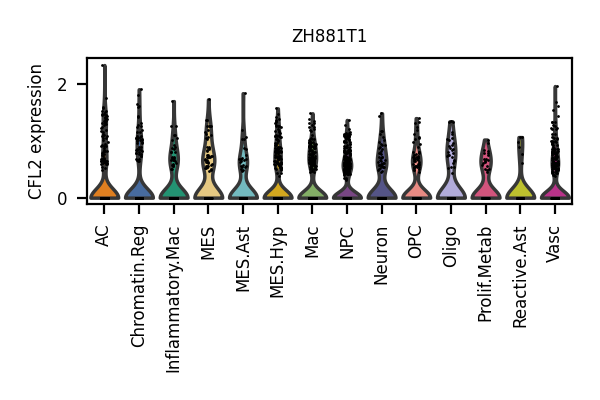 ZH881T1
CFL2 expression
2
0
AC
Chromatin.Reg
Inflammatory.Mac
MES
MES.Ast
MES.Hyp
Mac
NPC
Neuron
OPC
Oligo
Prolif.Metab
Reactive.Ast
Vasc